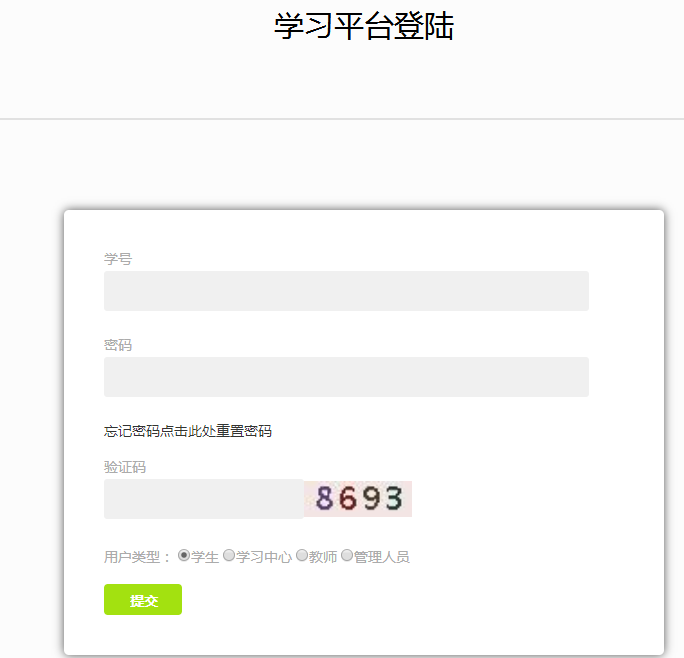 学习平台登陆
学号
密码
忘记密码点击此处重置密码
验证码
8693
用户类型： 学生 学习中心 教师 管理人员
提交